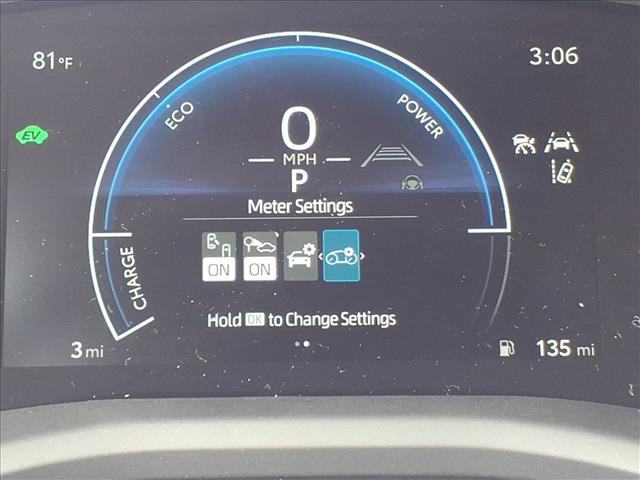 81°F
3:06
ECO
POWER
0
MPH
P
EV
Meter Settings
ON
ON
CHARGE
Hold OK to Change Settings
3 mi
135 mi